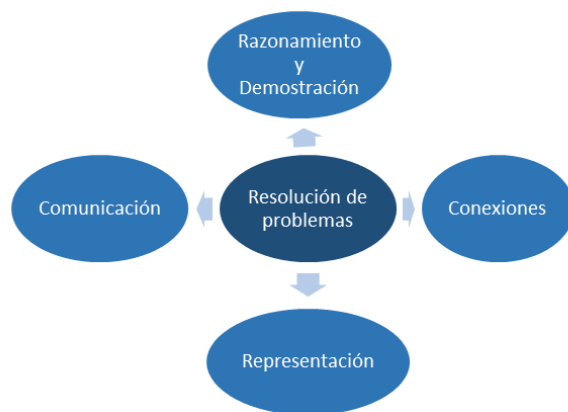 Razonamiento
y
Demostración
Comunicación
Resolución de
problemas
Conexiones
Representación